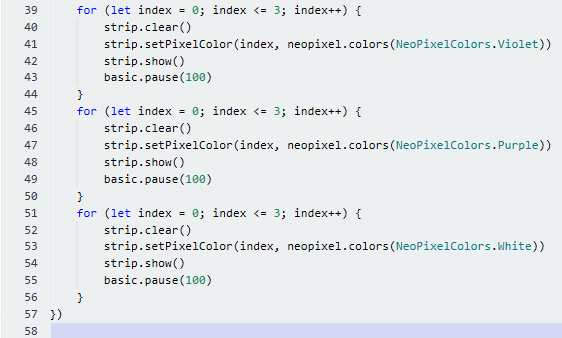 39 for (let index = 0; index <= 3; index++) {
40 strip.clear()
41 strip.setPixelColor(index, neopixel.colors(NeoPixelColors.Violet))
42 strip.show()
43 basic.pause(100)
44 }
45 for (let index = 0; index <= 3; index++) {
46 strip.clear()
47 strip.setPixelColor(index, neopixel.colors(NeoPixelColors.Purple))
48 strip.show()
49 basic.pause(100)
50 }
51 for (let index = 0; index <= 3; index++) {
52 strip.clear()
53 strip.setPixelColor(index, neopixel.colors(NeoPixelColors.White))
54 strip.show()
55 basic.pause(100)
56 }
57 })
58